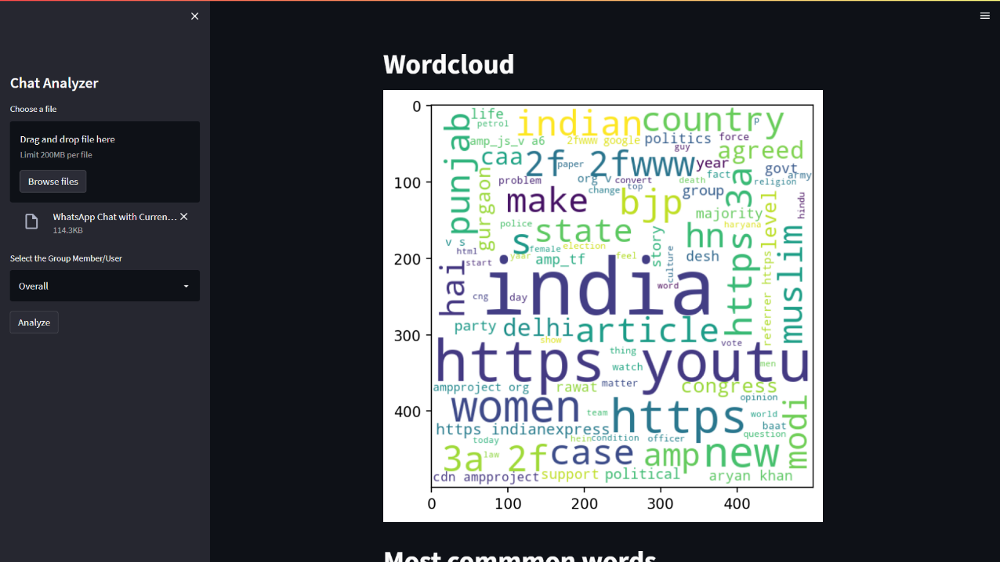 Chat Analyzer
Choose a file
Drag and drop file here
Limit 200MB per file
Browse files
WhatsApp Chat with Curren...
114.3KB
Select the Group Member/User
Overall
Analyze
Wordcloud
0
100
200
300
400
0
100
200
300
400
life
petrol
indian
country
p
punjab
amp_js_v a6
2fwww google
politics
force
guy
agreed
caa
2f
paper
2fwww
year
govt
army
fact
gurgaon
problem
org v
convert
death
religion
3a
change
top
group
make
bjp
majority
level
hindu
police
state
haryana
hn
v s
s
female
election
story
html
yaar
amp_tf
feel
desh
start
https
referrer https
muslim
hai
india
culture
word
cng
day
party
delhi
article
show
vote
https
youtu
thing
watch
men
ampproject org
rawat
matter
congress
women
opinion
team
https
world
modi
https indianexpress
baat
question
today
hein
condition
officer
3a
law
2f
case
amp
new
cdn ampproject
support
political
aryan khan
Most commmon words